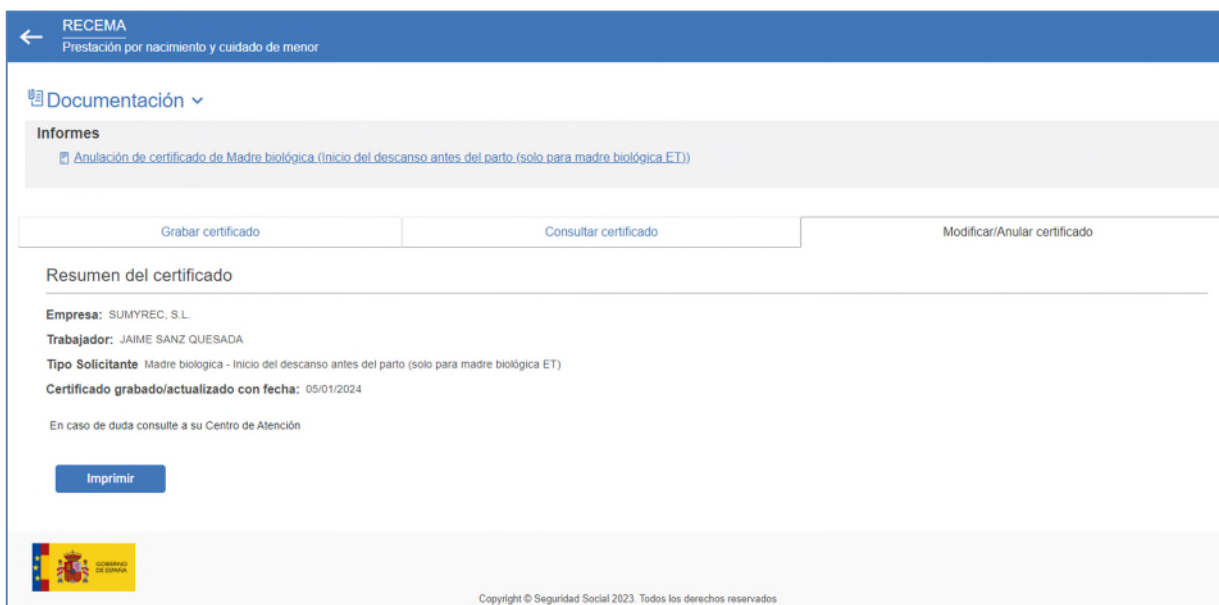 RECEMA
Prestación por nacimiento y cuidado de menor
Documentación
Informes
Anulación de certificado de Madre biológica (Inicio del descanso antes del parto (solo para madre biológica ET))
Grabar certificado
Consultar certificado
Modificar/Anular certificado
Resumen del certificado
Empresa: SUMYREC, S.L.
Trabajador: JAIME SANZ QUESADA
Tipo Solicitante Madre biologica - Inicio del descanso antes del parto (solo para madre biológica ET)
Certificado grabado/actualizado con fecha: 05/01/2024
En caso de duda consulte a su Centro de Atención
Imprimir
GOBIERNO
DE ESPAÑA
Copyright © Seguridad Social 2023. Todos los derechos reservados